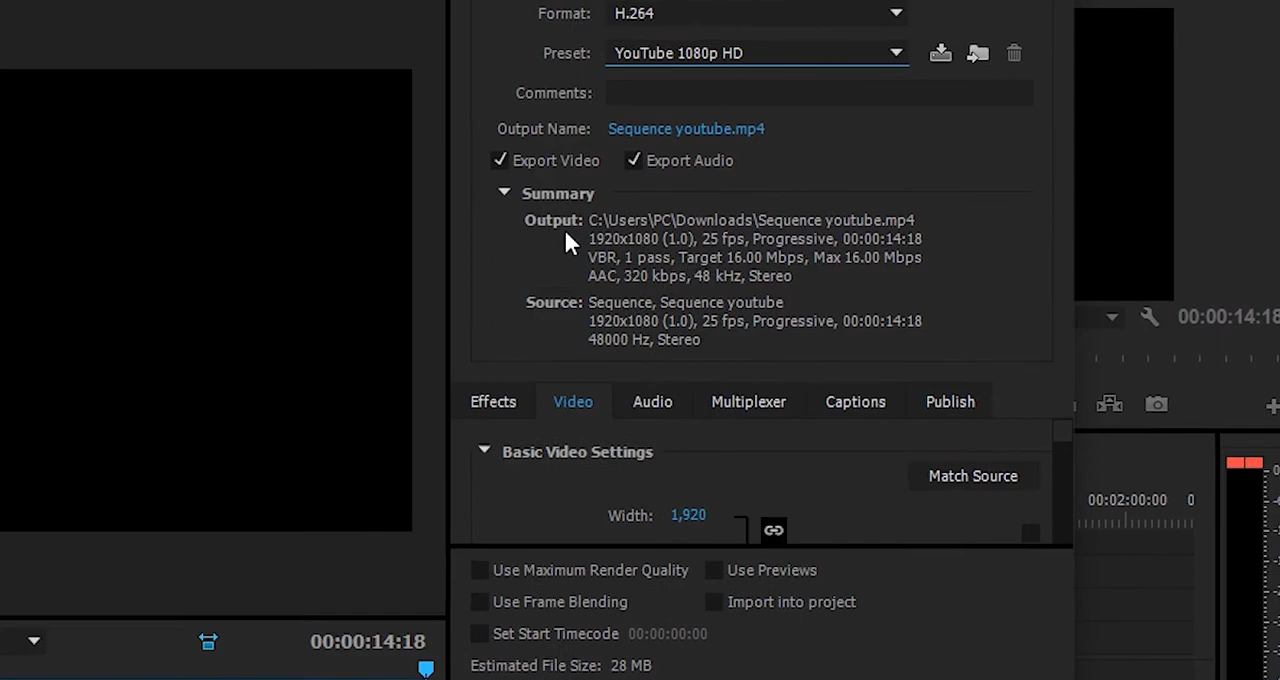 Format: H.264
Preset: YouTube 1080p HD
Comments:
Output Name: Sequence youtube.mp4
Export Video Export Audio
Summary
Output: C:\Users\PC\Downloads\Sequence youtube.mp4
1920x1080 (1.0), 25 fps, Progressive, 00:00:14:18
VBR, 1 pass, Target 16.00 Mbps, Max 16.00 Mbps
AAC, 320 kbps, 48 kHz, Stereo
Source: Sequence, Sequence youtube
1920x1080 (1.0), 25 fps, Progressive, 00:00:14:18
48000 Hz, Stereo
00:00:14:18
Effects Video Audio Multiplexer Captions Publish
Basic Video Settings
Match Source
Width: 1,920
00:02:00:00
Use Maximum Render Quality Use Previews
Use Frame Blending Import into project
Set Start Timecode 00:00:00:00
Estimated File Size: 28 MB
00:00:14:18